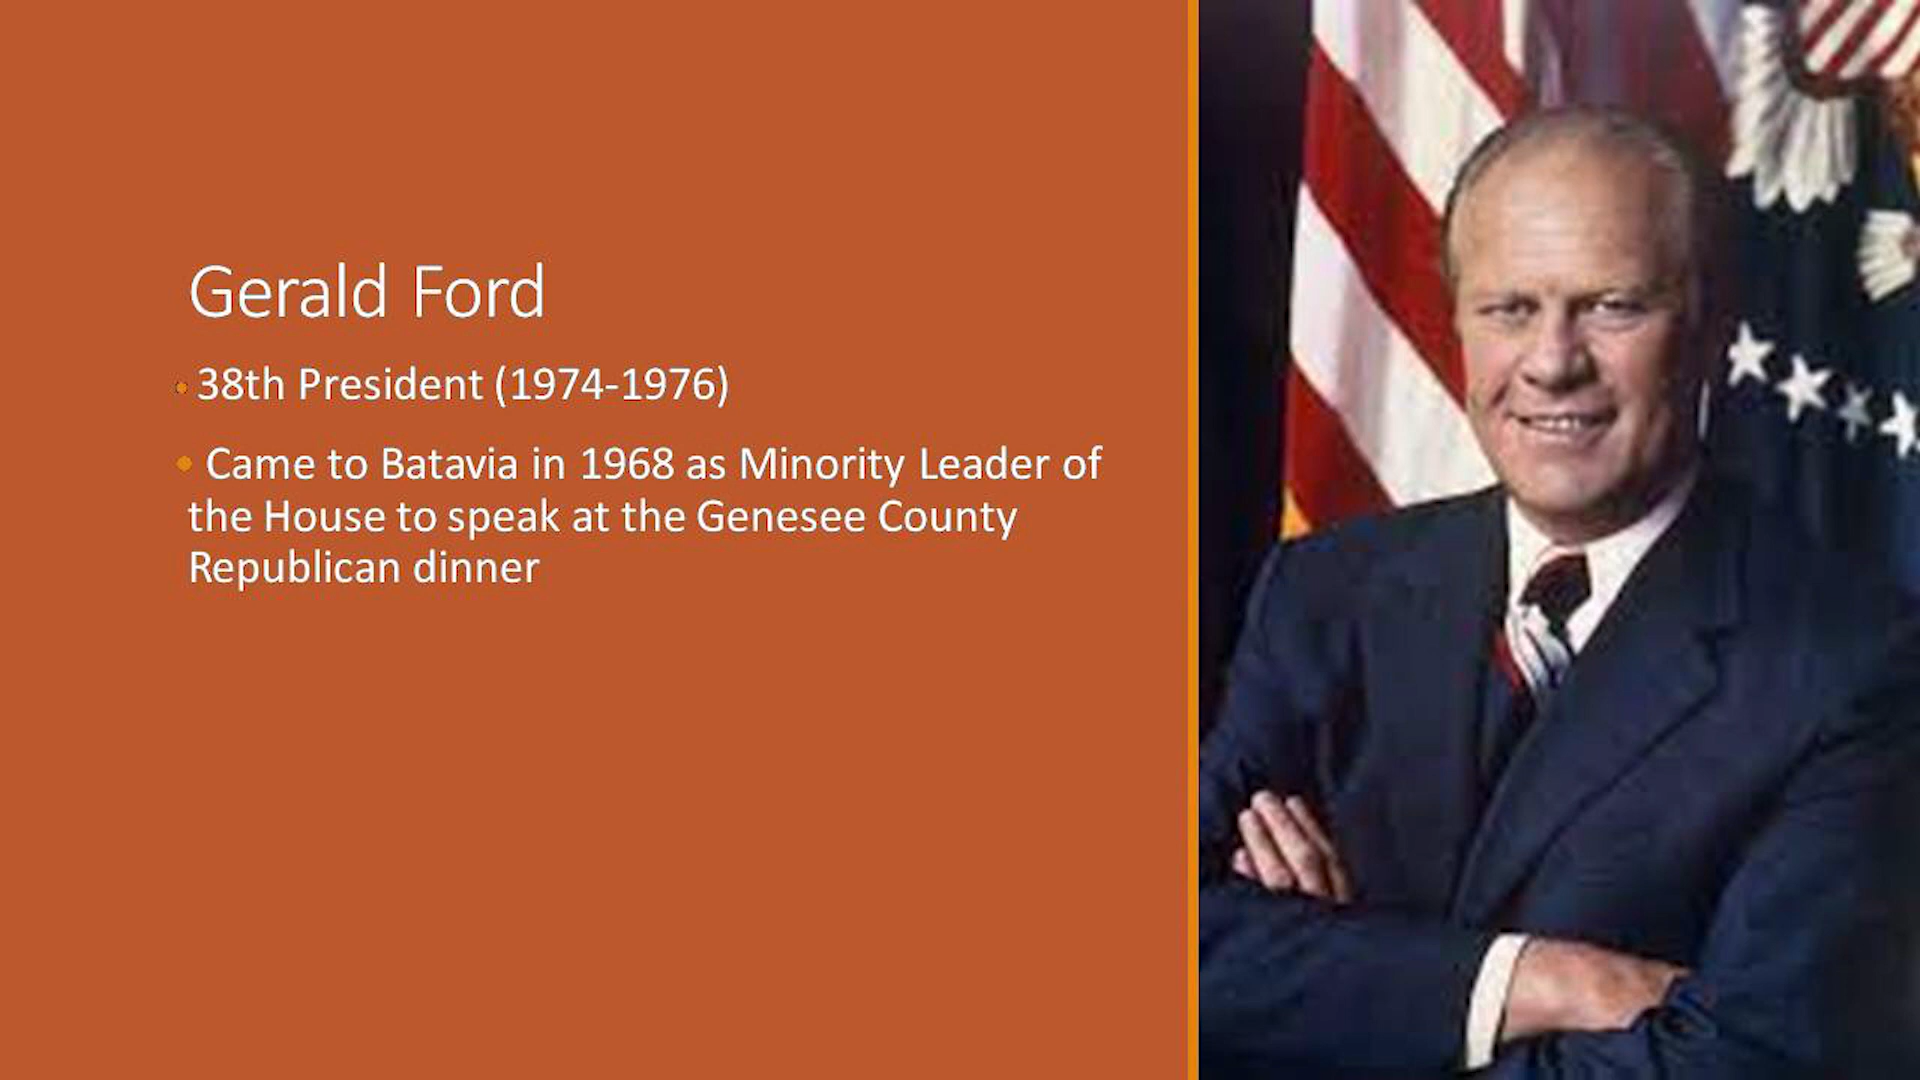 Gerald Ford
• 38th President (1974-1976)
• Came to Batavia in 1968 as Minority Leader of
the House to speak at the Genesee County
Republican dinner